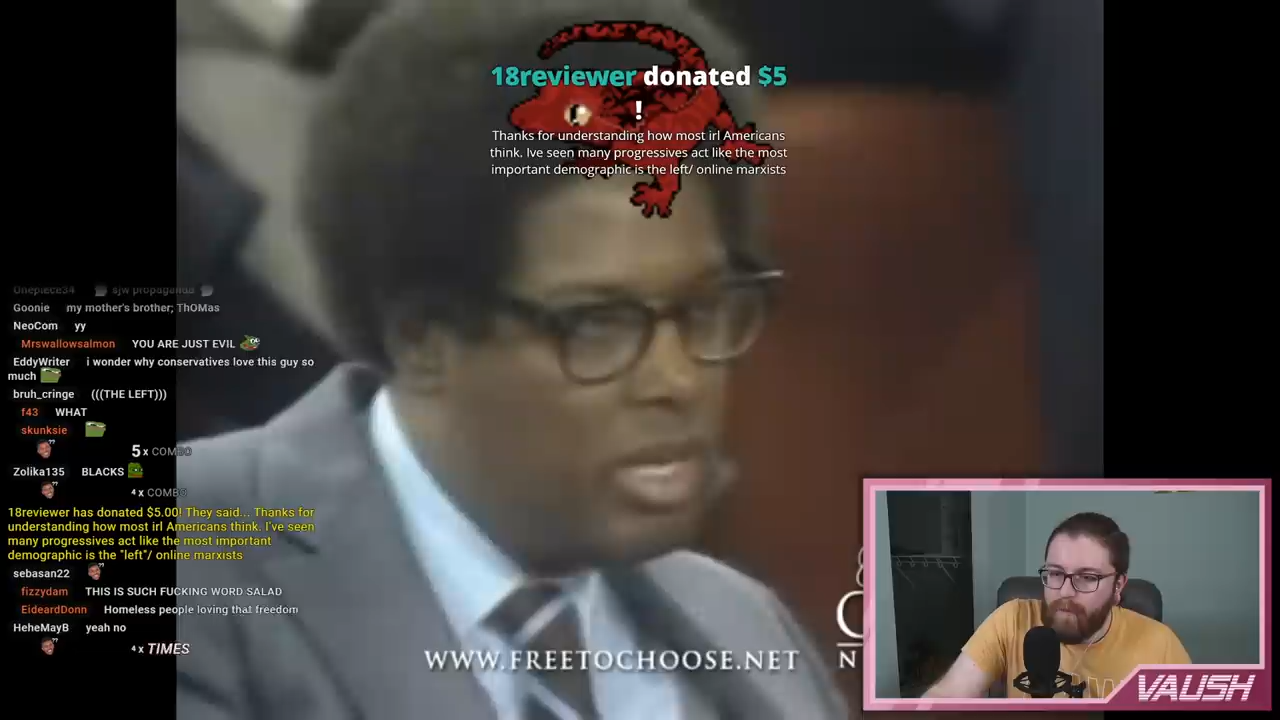 18reviewer donated $5
!
Thanks for understanding how most irl Americans
think. Ive seen many progressives act like the most
important demographic is the left/ online marxists
Onepiece34 sjw propaganda
Goonie my mother's brother; ThOMas
NeoCom yy
Mrswallowsalmon YOU ARE JUST EVIL
EddyWriter i wonder why conservatives love this guy so
much
bruh_cringe (((THE LEFT)))
f43 WHAT
skunksie
5 x COMBO
Zolika135 BLACKS
4 x COMBO
18reviewer has donated $5.00! They said... Thanks for
understanding how most irl Americans think. I've seen
many progressives act like the most important
demographic is the "left"/ online marxists
sebasan22
fizzydam THIS IS SUCH FUCKING WORD SALAD
EideardDonn Homeless people loving that freedom
HeheMayB yeah no
4 x TIMES
WWW.FREETOCHOOSE.NET
N
VAUSH